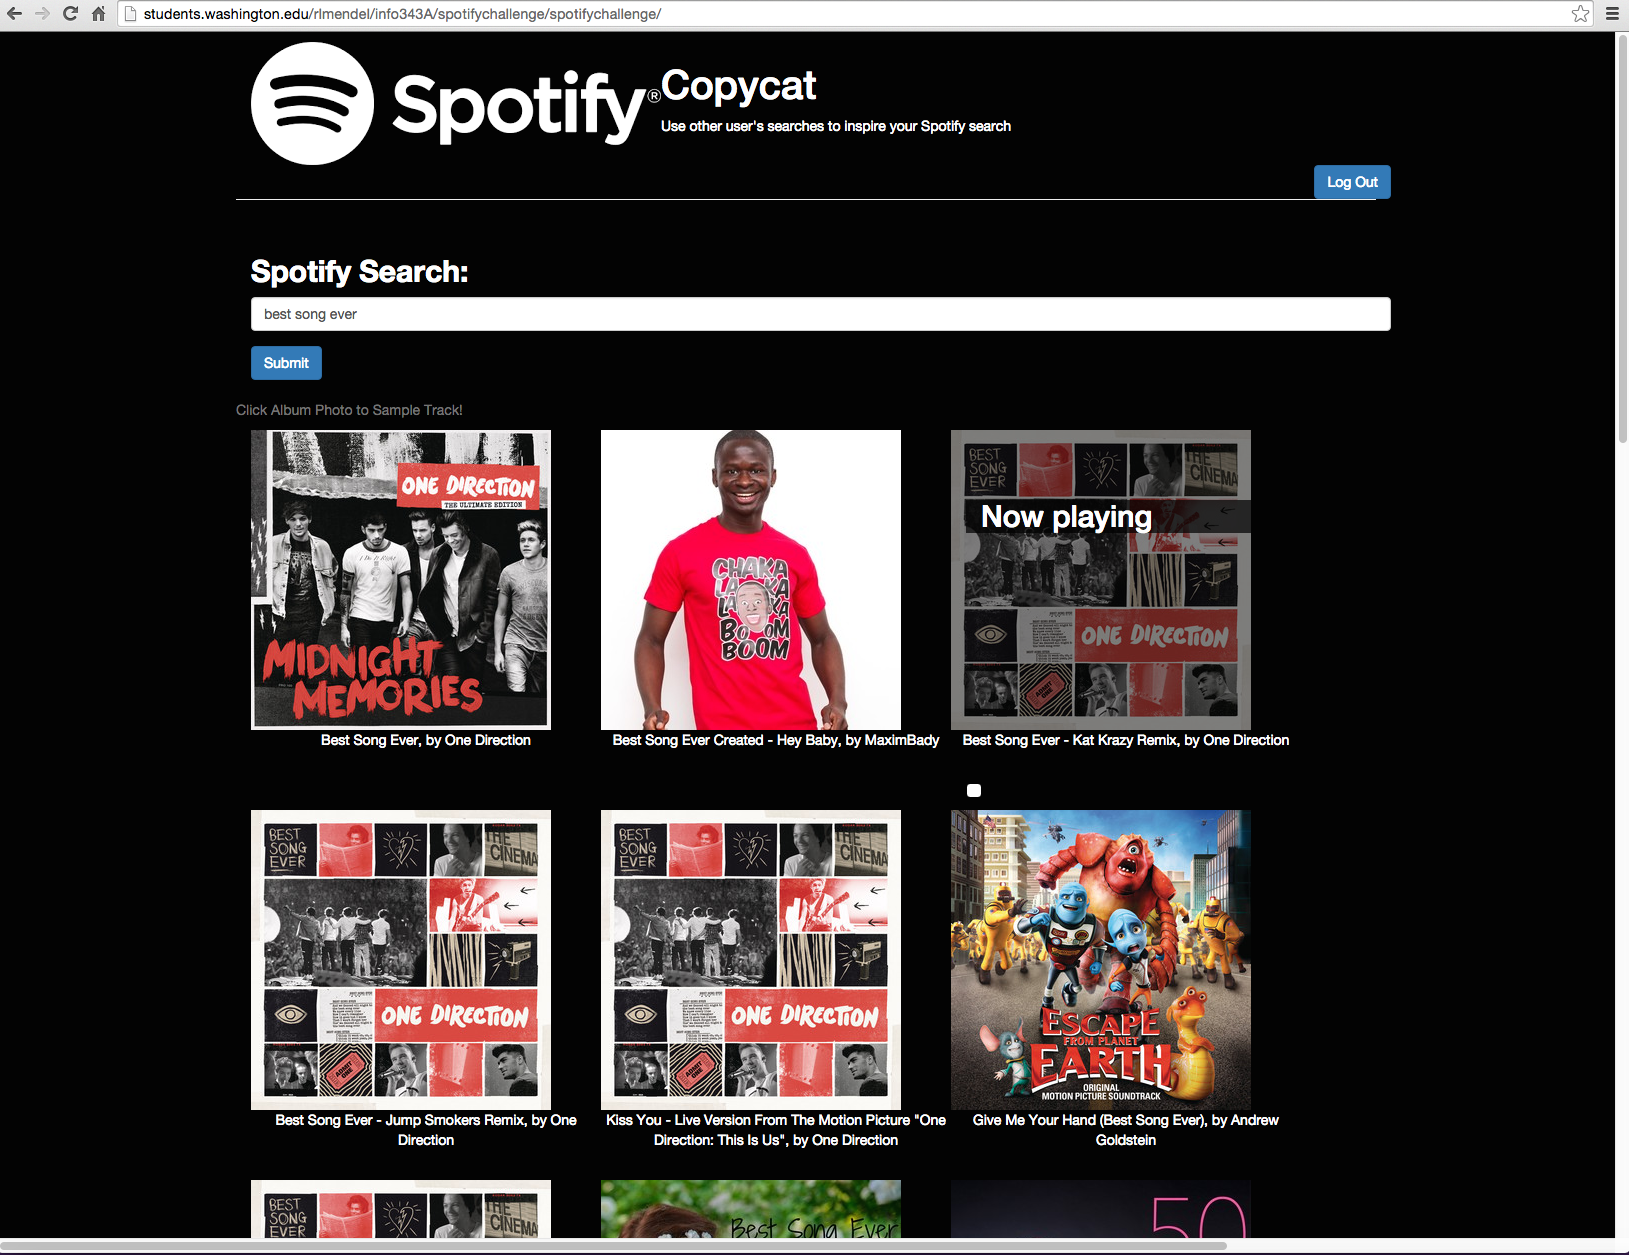 students.washington.edu/rlmendel/info343A/spotifychallenge/spotifychallenge/
Spotify®
Copycat
Use other user's searches to inspire your Spotify search
Log Out
Spotify Search:
best song ever
Submit
Click Album Photo to Sample Track!
ONE DIRECTION
THE ULTIMATE EDITION
MIDNIGHT
MEMORIES
CHAKA
BOOM
BEST
SONG
EVER
THE
CINEMA
Now playing
ONE DIRECTION
ADMIT
ONE
Best Song Ever, by One Direction
Best Song Ever Created - Hey Baby, by MaximBady
Best Song Ever - Kat Krazy Remix, by One Direction
BEST
SONG
EVER
THE
CINEMA
ONE DIRECTION
ADMIT
ONE
BEST
SONG
EVER
THE
CINEMA
ONE DIRECTION
ADMIT
ONE
ESCAPE
FROM PLANET
EARTH
ORIGINAL
MOTION PICTURE SOUNDTRACK
Best Song Ever - Jump Smokers Remix, by One
Direction
Kiss You - Live Version From The Motion Picture "One
Direction: This Is Us", by One Direction
Give Me Your Hand (Best Song Ever), by Andrew
Goldstein
BEST
SONG
EVER
THE
CINEMA
Best Song Ever
50